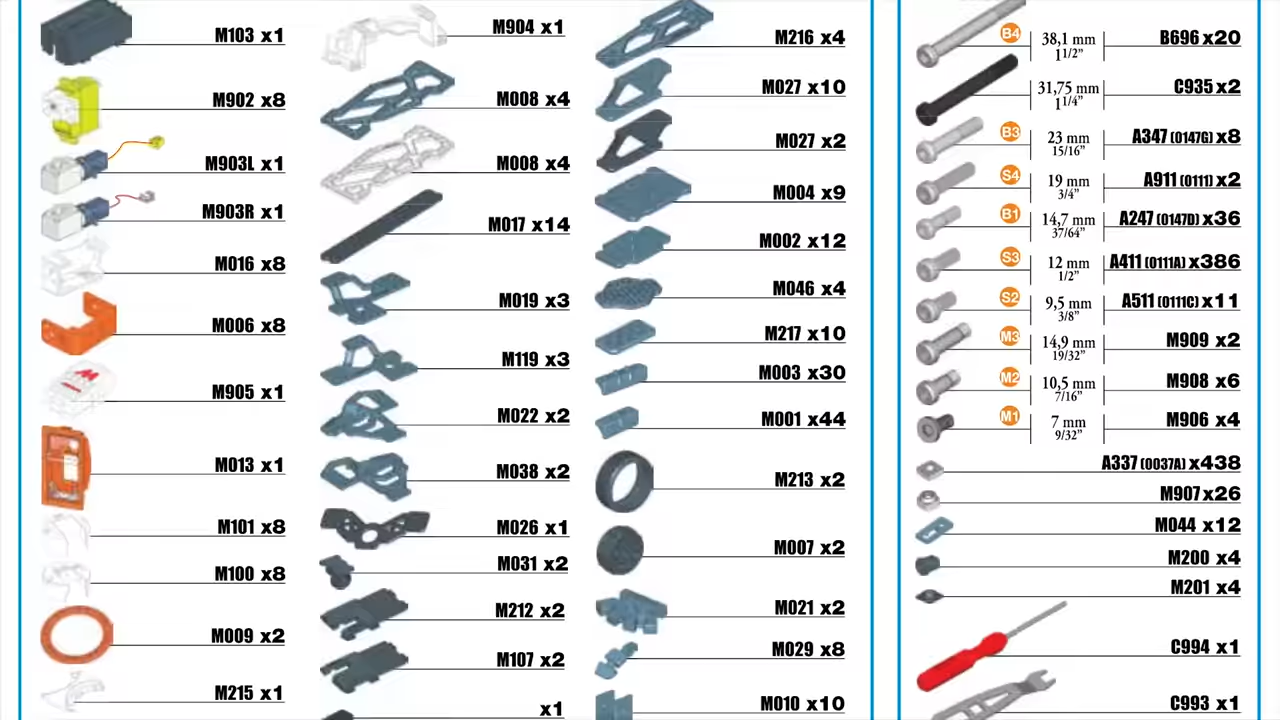 M103 x1
M902 x8
M903L x1
M903R x1
M016 x8
M006 x8
M905 x1
M013 x1
M101 x8
M100 x8
M009 x2
M215 x1
M904 x1
M008 x4
M008 x4
M017 x14
M019 x3
M119 x3
M022 x2
M038 x2
M026 x1
M031 x2
M212 x2
M107 x2
x1
M216 x4
M027 x10
M027 x2
M004 x9
M002 x12
M046 x4
M217 x10
M003 x30
M001 x44
M213 x2
M007 x2
M021 x2
M029 x8
M010 x10
B4 38,1 mm B696 x20
1 1/2"
31,75 mm C935 x2
1 1/4"
B3 23 mm A347 (0147G) x8
15/16"
S4 19 mm A911 (0111) x2
3/4"
B1 14,7 mm A247 (0147D) x36
37/64"
S3 12 mm A411 (0111A) x386
1/2"
S2 9,5 mm A511 (0111C) x11
3/8"
M3 14,9 mm M909 x2
19/32"
M2 10,5 mm M908 x6
7/16"
M1 7 mm M906 x4
9/32"
A337 (0037A) x438
M907 x26
M044 x12
M200 x4
M201 x4
C994 x1
C993 x1